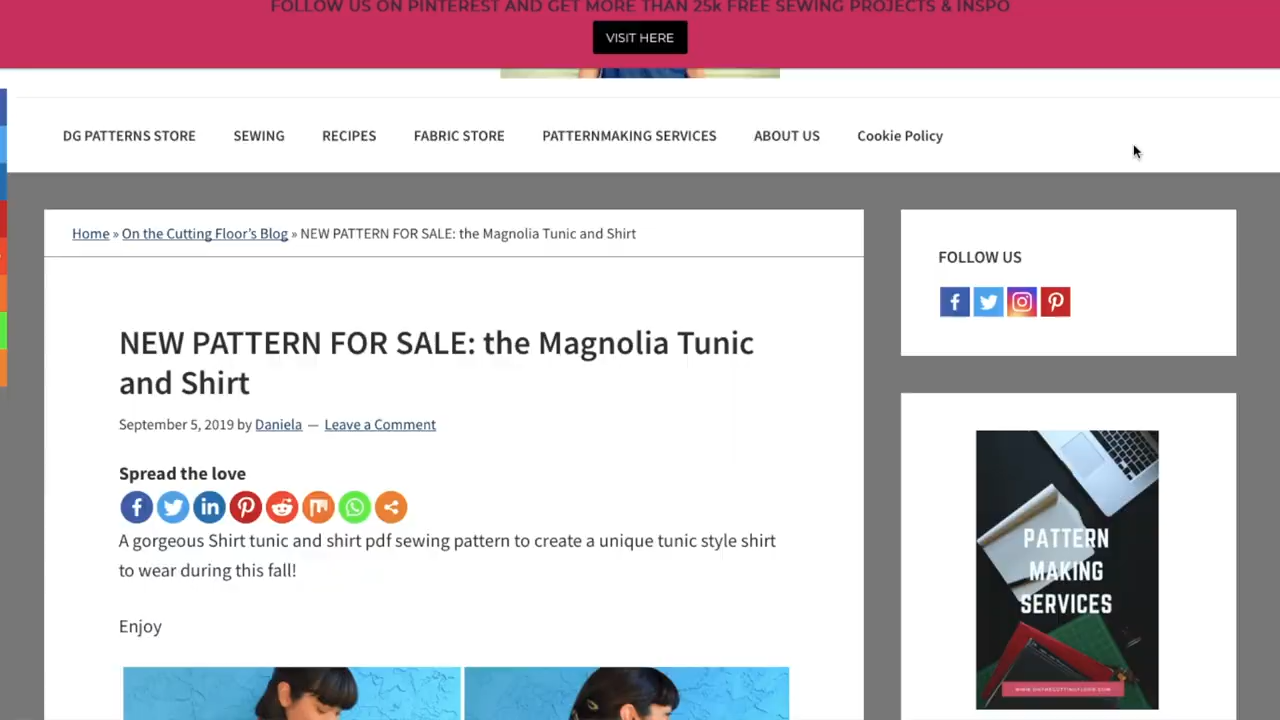 FOLLOW US ON PINTEREST AND GET MORE THAN 25k FREE SEWING PROJECTS & INSPO
VISIT HERE
DG PATTERNS STORE SEWING RECIPES FABRIC STORE PATTERNMAKING SERVICES ABOUT US Cookie Policy
Home » On the Cutting Floor's Blog » NEW PATTERN FOR SALE: the Magnolia Tunic and Shirt
NEW PATTERN FOR SALE: the Magnolia Tunic
and Shirt
September 5, 2019 by Daniela — Leave a Comment
Spread the love
A gorgeous Shirt tunic and shirt pdf sewing pattern to create a unique tunic style shirt
to wear during this fall!
Enjoy
FOLLOW US
PATTERN
MAKING
SERVICES
WWW.ONTHECUTTINGFLOOR.COM